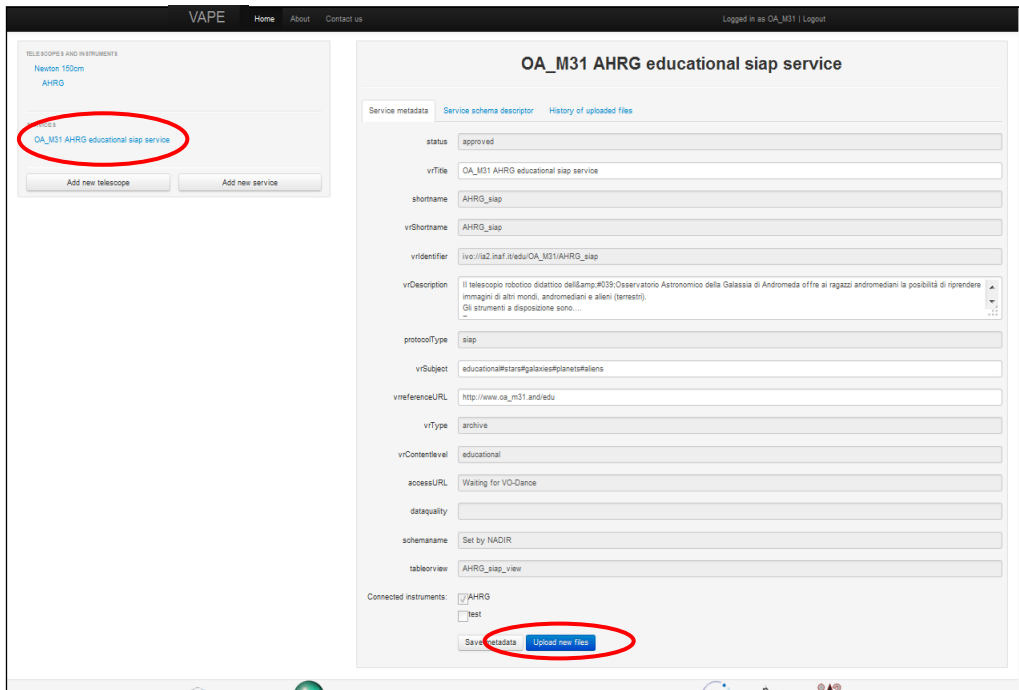 VAPE Home About Contact us Logged in as OA_M31 | Logout
TELESCOPES AND INSTRUMENTS
Newton 150cm
AHRG
SERVICES
OA_M31 AHRG educational siap service
Add new telescope Add new service
OA_M31 AHRG educational siap service
Service metadata Service schema descriptor History of uploaded files
status approved
vrTitle OA_M31 AHRG educational siap service
shortname AHRG_siap
vrShortname AHRG_siap
vrIdentifier ivo://ia2.inaf.it/edu/OA_M31/AHRG_siap
vrDescription Il telescopio robotico didattico dell&amp;#039;Osservatorio Astronomico della Galassia di Andromeda offre ai ragazzi andromediani la posibilità di riprendere
immagini di altri mondi, andromediani e alieni (terrestri).
Gli strumenti a disposizione sono....
protocolType siap
vrSubject educational#stars#galaxies#planets#aliens
vrreferenceURL http://www.oa_m31.and/edu
vrType archive
vrContentlevel educational
accessURL Waiting for VO-Dance
dataquality
schemaname Set by NADIR
tableorview AHRG_siap_view
Connected instruments: AHRG
test
Save metadata Upload new files